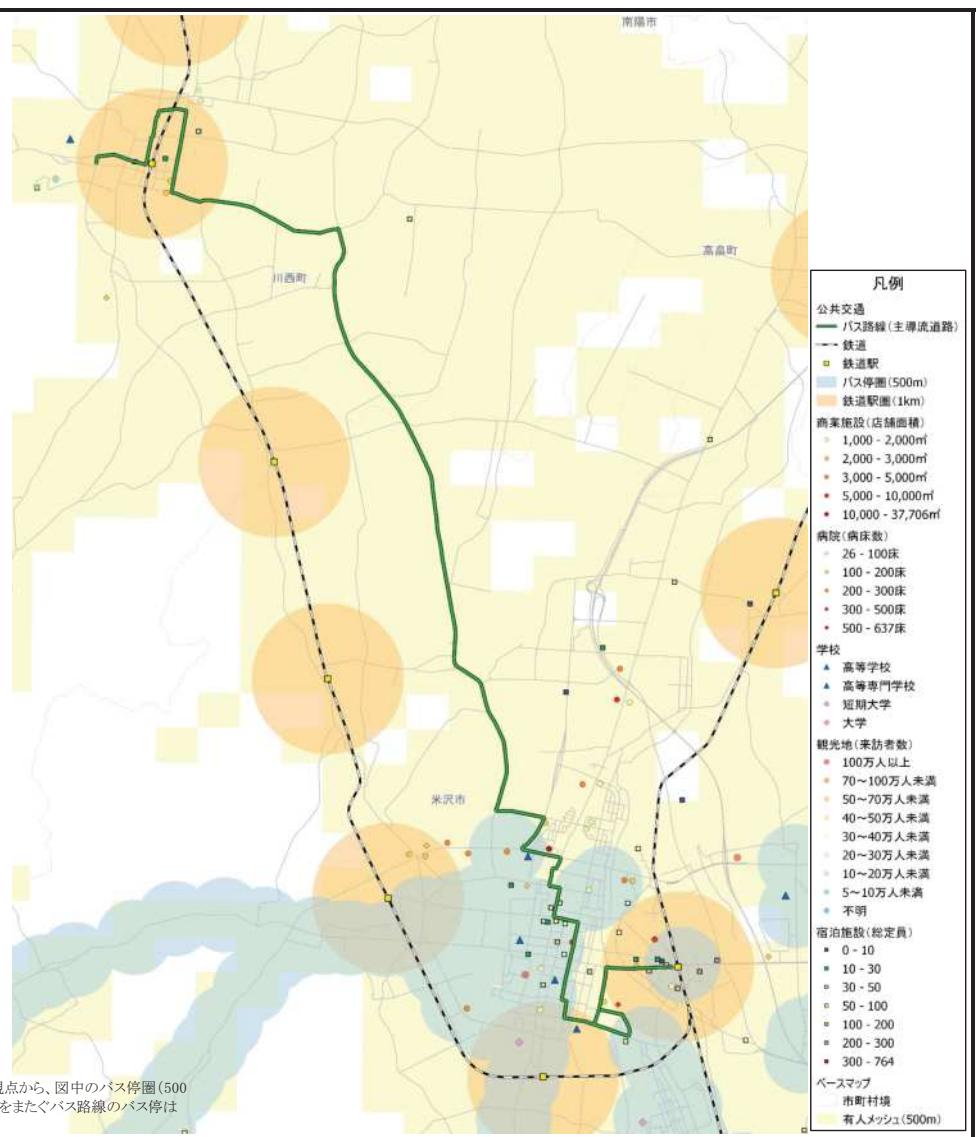 南陽市
高畠町
川西町
米沢市
視点から、図中のバス停圏(500
をまたぐバス路線のバス停は
凡例
公共交通
バス路線(主導流道路)
鉄道
鉄道駅
バス停圏(500m)
鉄道駅圏(1km)
商業施設(店舗面積)
1,000 - 2,000㎡
2,000 - 3,000㎡
3,000 - 5,000㎡
5,000 - 10,000㎡
10,000 - 37,706㎡
病院(病床数)
26 - 100床
100 - 200床
200 - 300床
300 - 500床
500 - 637床
学校
高等学校
高等専門学校
短期大学
大学
観光地(来訪者数)
100万人以上
70～100万人未満
50～70万人未満
40～50万人未満
30～40万人未満
20～30万人未満
10～20万人未満
5～10万人未満
不明
宿泊施設(総定員)
0 - 10
10 - 30
30 - 50
50 - 100
100 - 200
200 - 300
300 - 764
ベースマップ
市町村境
有人メッシュ(500m)